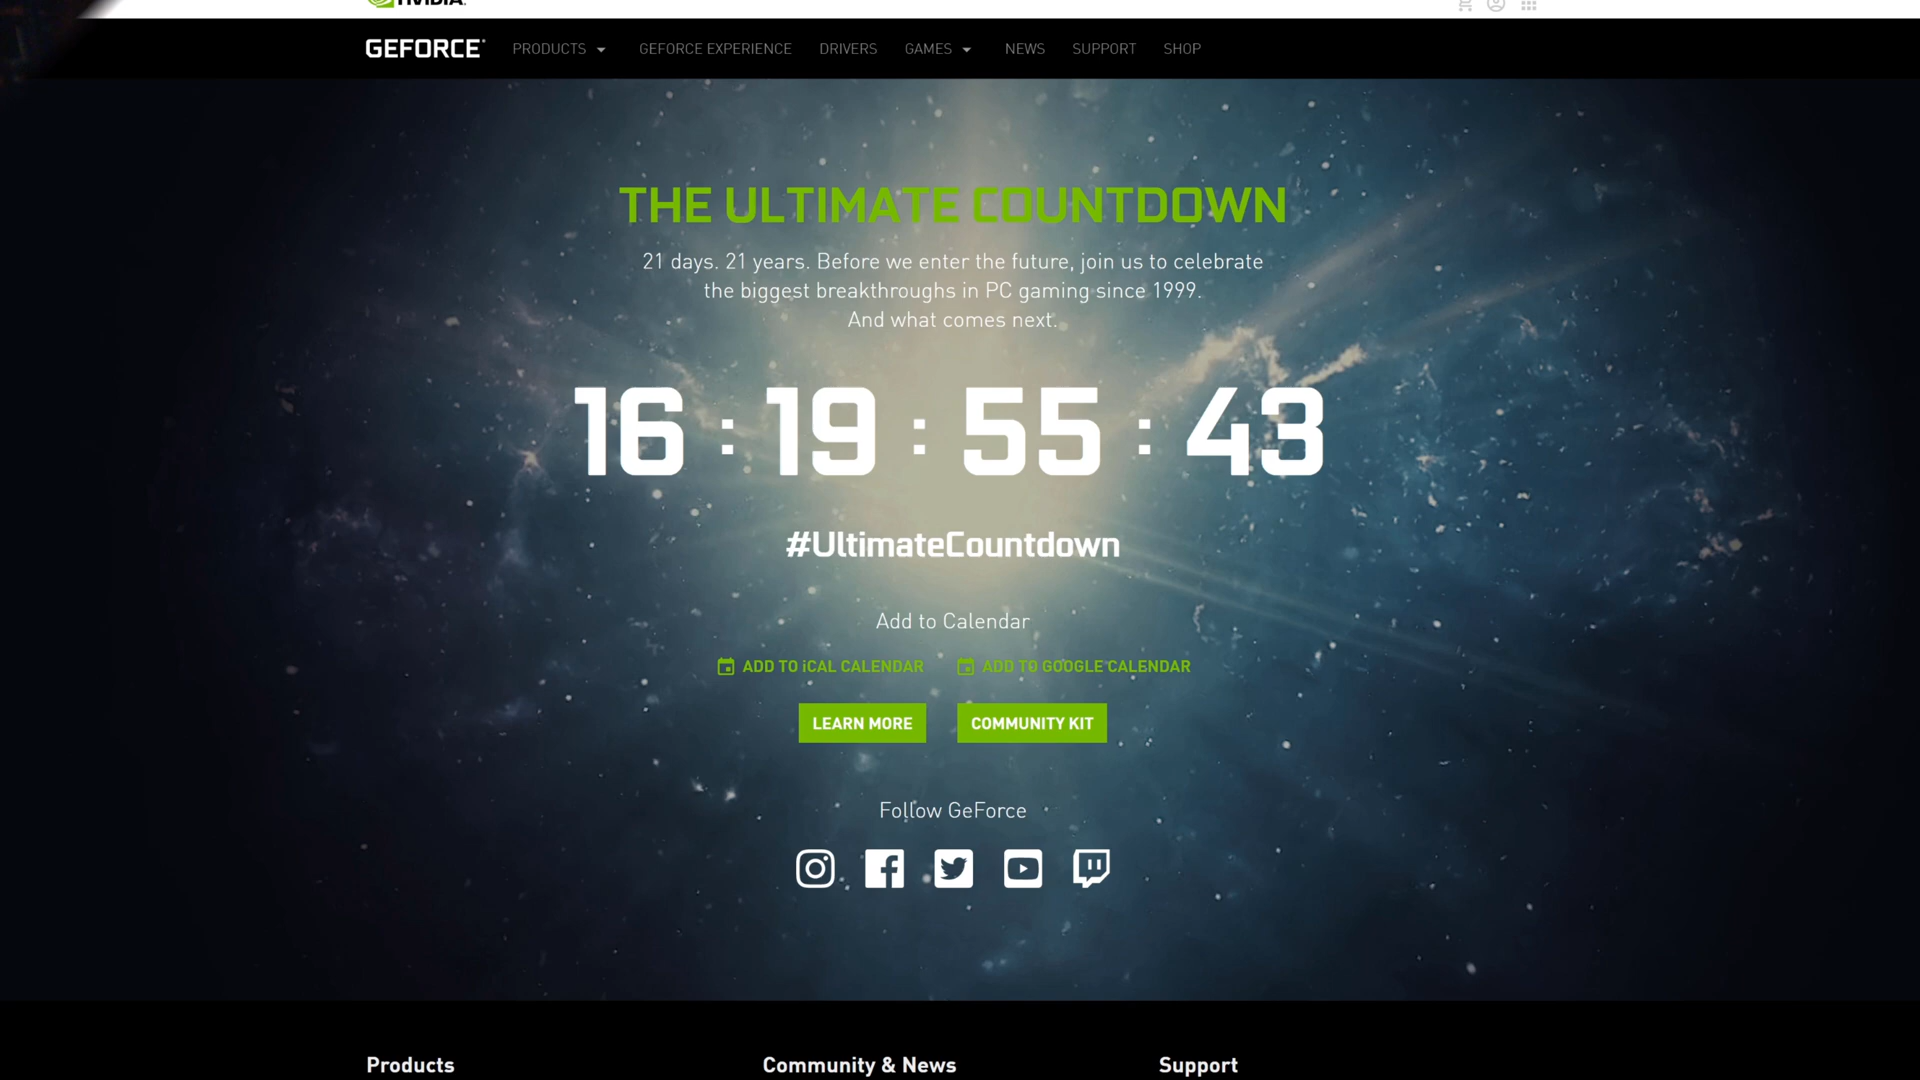 NVIDIA.
GEFORCE PRODUCTS GEFORCE EXPERIENCE DRIVERS GAMES NEWS SUPPORT SHOP
THE ULTIMATE COUNTDOWN
21 days. 21 years. Before we enter the future, join us to celebrate
the biggest breakthroughs in PC gaming since 1999.
And what comes next.
16 : 19 : 55 : 43
#UltimateCountdown
Add to Calendar
ADD TO iCAL CALENDAR ADD TO GOOGLE CALENDAR
LEARN MORE COMMUNITY KIT
Follow GeForce
Products Community & News Support